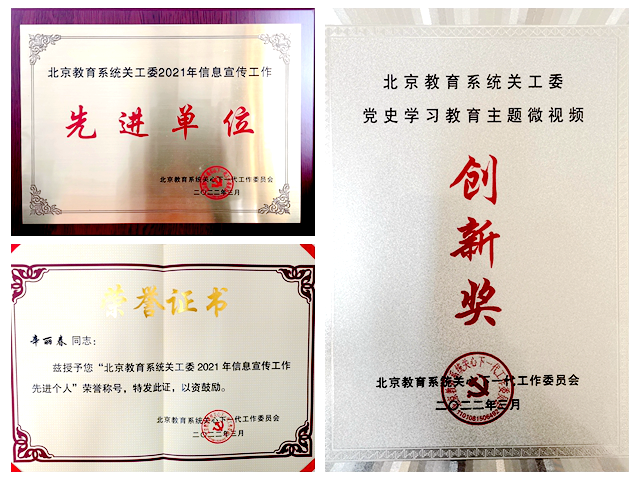 北京教育系统关工委2021年信息宣传工作
先进单位
北京教育系统关心下一代工作委员会
二〇二二年三月
荣誉证书
辛丽春 同志：
兹授予您“北京教育系统关工委2021年信息宣传工作
先进个人”荣誉称号，特发此证，以资鼓励。
北京教育系统关心下一代工作委员会
二〇二二年三月
北京教育系统关工委
党史学习教育主题微视频
创新奖
北京教育系统关心下一代工作委员会
二〇二二年三月